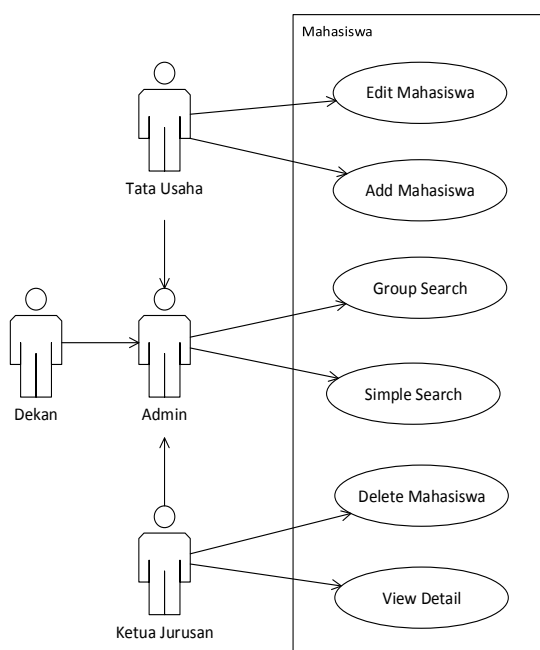 Mahasiswa
Edit Mahasiswa
Tata Usaha
Add Mahasiswa
Group Search
Dekan
Admin
Simple Search
Delete Mahasiswa
View Detail
Ketua Jurusan